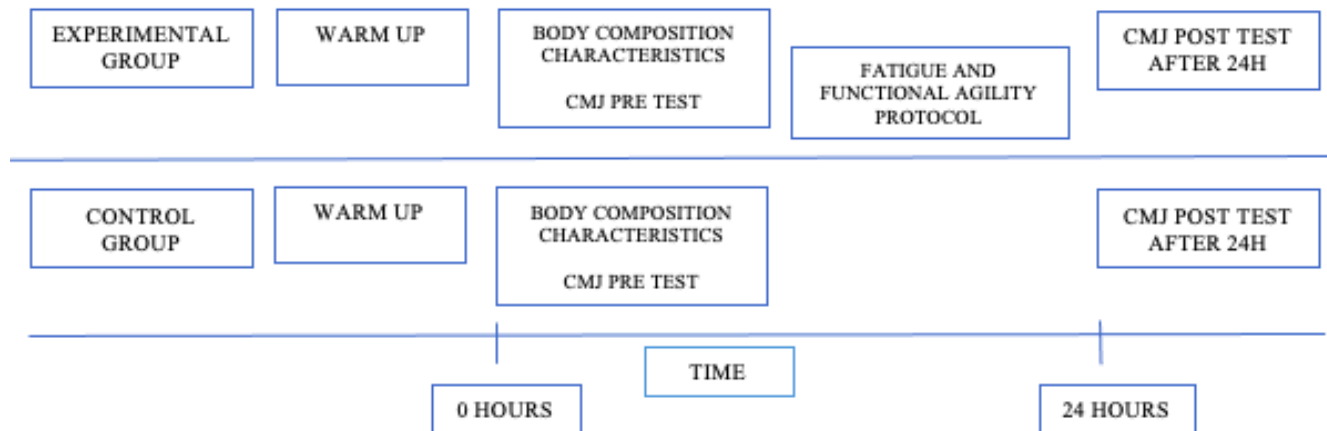 EXPERIMENTAL
GROUP
WARM UP
BODY COMPOSITION
CHARACTERISTICS
CMJ PRE TEST
FATIGUE AND
FUNCTIONAL AGILITY
PROTOCOL
CMJ POST TEST
AFTER 24H
CONTROL
GROUP
WARM UP
BODY COMPOSITION
CHARACTERISTICS
CMJ PRE TEST
CMJ POST TEST
AFTER 24H
TIME
0 HOURS
24 HOURS